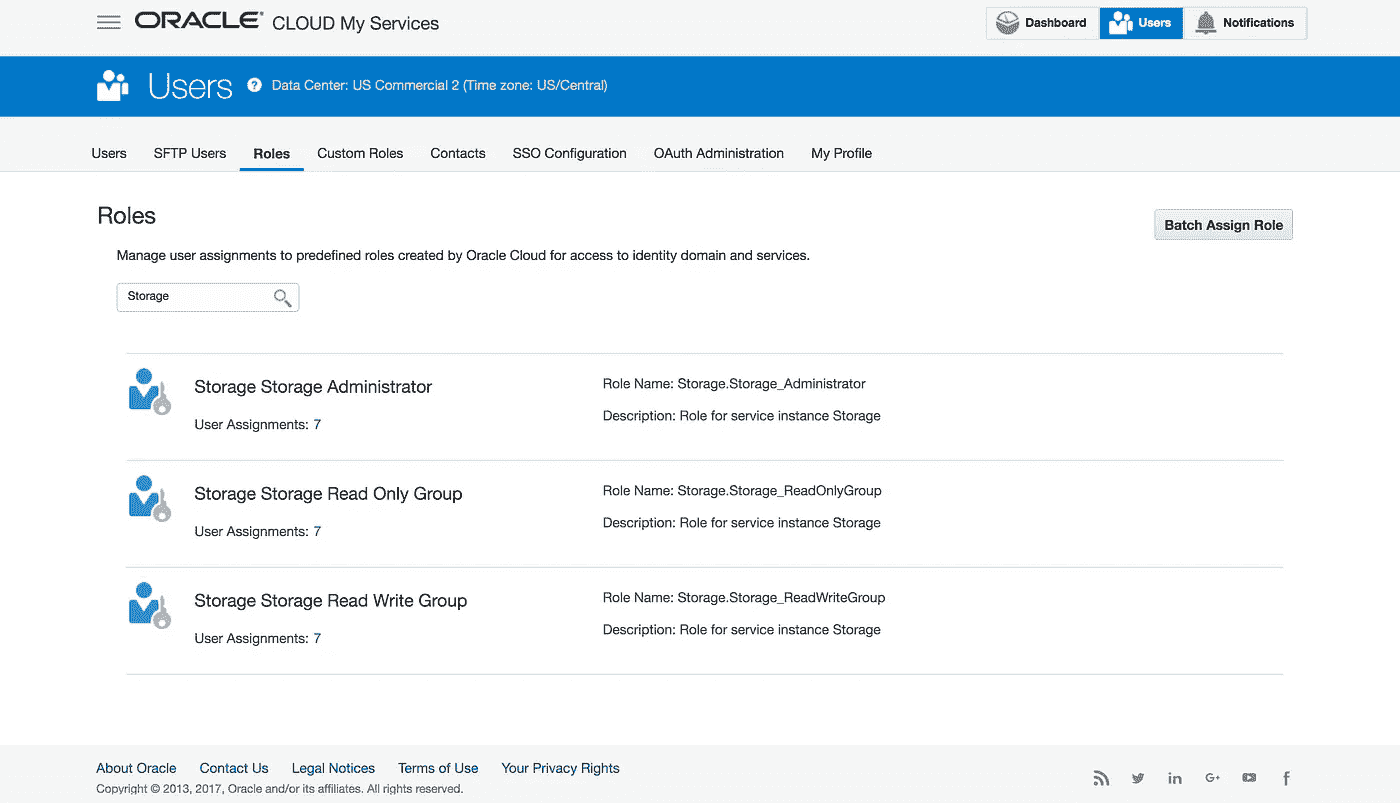 ORACLE® CLOUD My Services
Dashboard
Users
Notifications
Users ? Data Center: US Commercial 2 (Time zone: US/Central)
Users SFTP Users Roles Custom Roles Contacts SSO Configuration OAuth Administration My Profile
Roles
Batch Assign Role
Manage user assignments to predefined roles created by Oracle Cloud for access to identity domain and services.
Storage
Storage Storage Administrator
Role Name: Storage.Storage_Administrator
User Assignments: 7
Description: Role for service instance Storage
Storage Storage Read Only Group
Role Name: Storage.Storage_ReadOnlyGroup
User Assignments: 7
Description: Role for service instance Storage
Storage Storage Read Write Group
Role Name: Storage.Storage_ReadWriteGroup
User Assignments: 7
Description: Role for service instance Storage
About Oracle Contact Us Legal Notices Terms of Use Your Privacy Rights
Copyright © 2013, 2017, Oracle and/or its affiliates. All rights reserved.
in G+ f